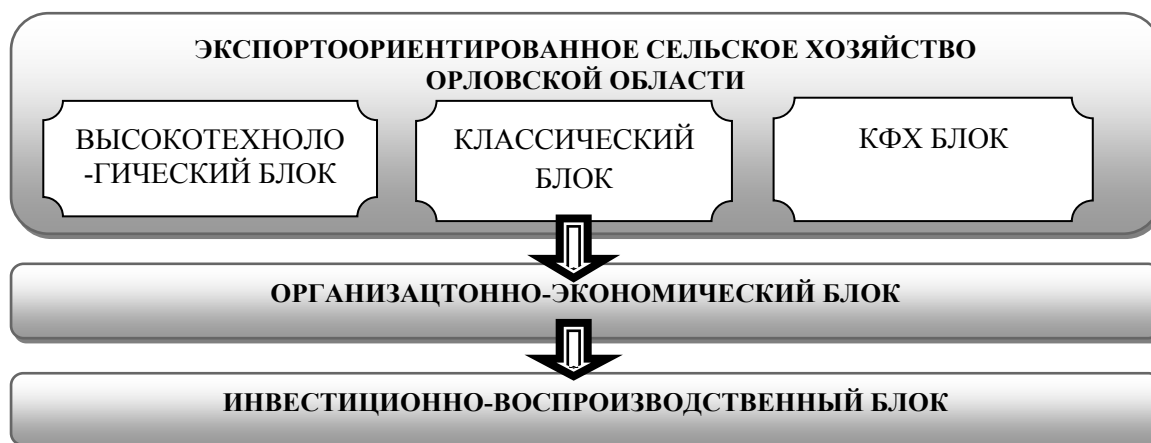 ЭКСПОРТООРИЕНТИРОВАННОЕ СЕЛЬСКОЕ ХОЗЯЙСТВО
ОРЛОВСКОЙ ОБЛАСТИ
ВЫСОКОТЕХНОЛО
-ГИЧЕСКИЙ БЛОК
КЛАССИЧЕСКИЙ
БЛОК
КФХ БЛОК
ОРГАНИЗАЦТОННО-ЭКОНОМИЧЕСКИЙ БЛОК
ИНВЕСТИЦИОННО-ВОСПРОИЗВОДСТВЕННЫЙ БЛОК